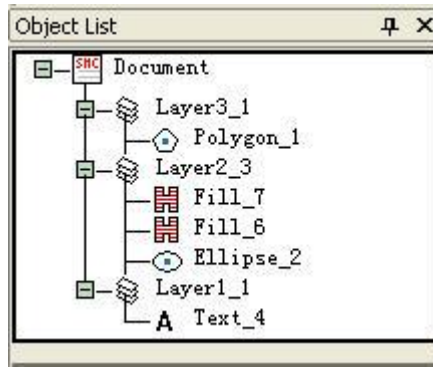 Object List
SMC Document
Layer3_1
Polygon_1
Layer2_3
Fill_7
Fill_6
Ellipse_2
Layer1_1
A Text_4